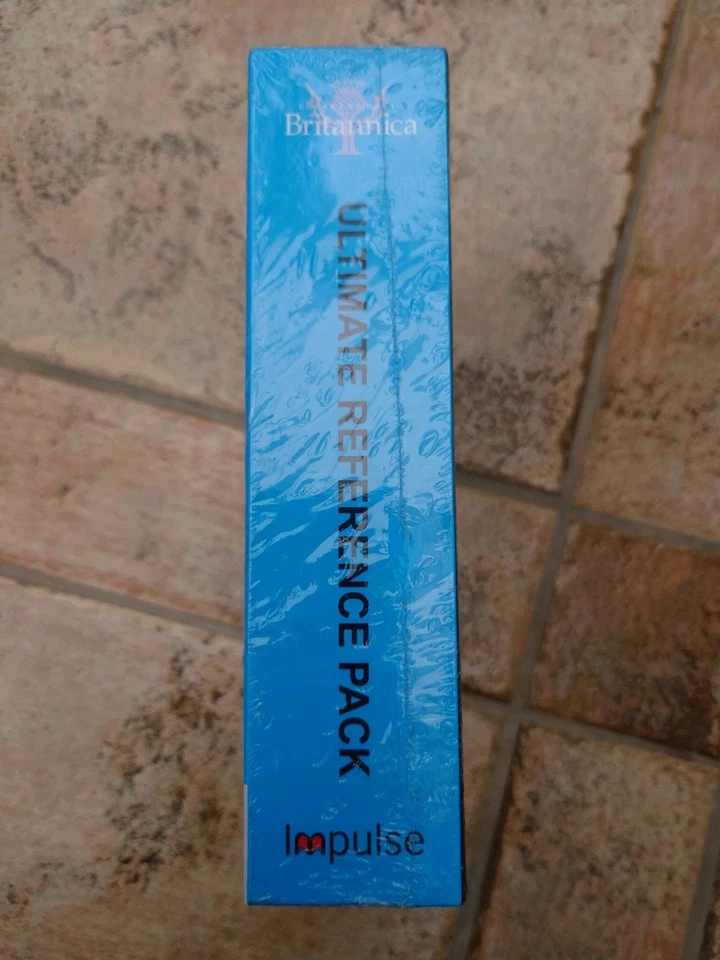 Britannica
ULTIMATE REFERENCE PACK
Impulse